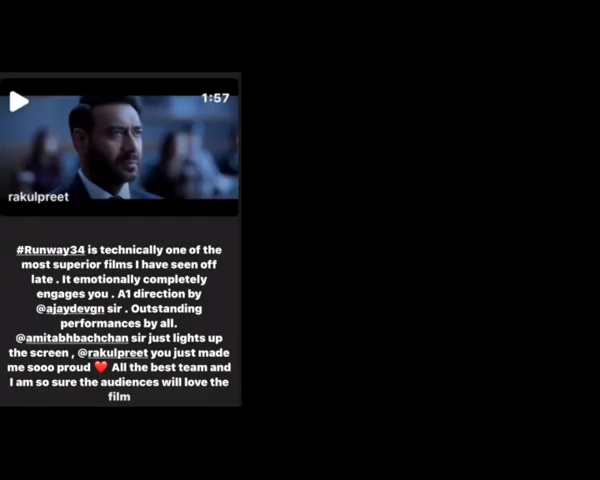 1:57
rakulpreet
#Runway34 is technically one of the
most superior films I have seen off
late . It emotionally completely
engages you . A1 direction by
@ajaydevgn sir . Outstanding
performances by all.
@amitabhbachchan sir just lights up
the screen , @rakulpreet you just made
me sooo proud ❤️ All the best team and
I am so sure the audiences will love the
film